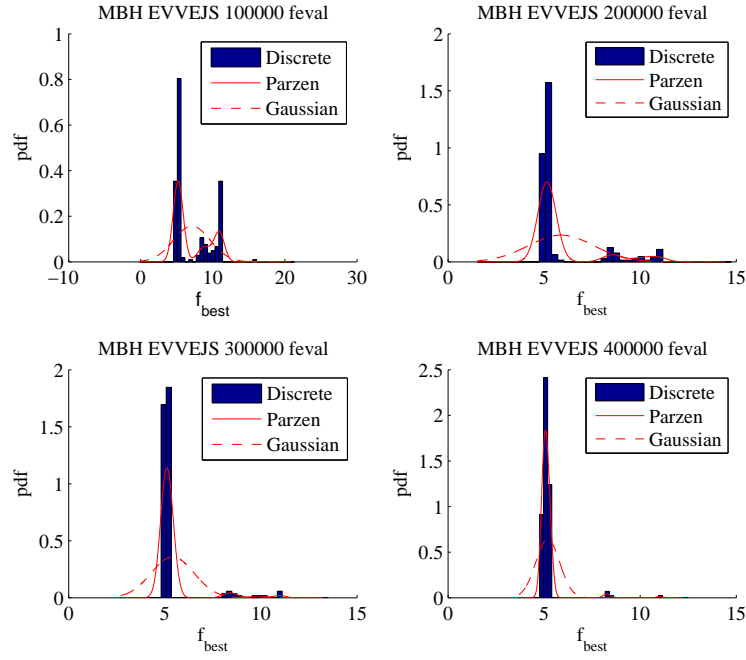 MBH EVVEJS 100000 feval
1
0.8
0.6
0.4
0.2
0
pdf
−10
0
10
20
30
f_best
Discrete
Parzen
Gaussian
MBH EVVEJS 200000 feval
2
1.5
1
0.5
0
pdf
0
5
10
15
f_best
Discrete
Parzen
Gaussian
MBH EVVEJS 300000 feval
2
1.5
1
0.5
0
pdf
0
5
10
15
f_best
Discrete
Parzen
Gaussian
MBH EVVEJS 400000 feval
2.5
2
1.5
1
0.5
0
pdf
0
5
10
15
f_best
Discrete
Parzen
Gaussian